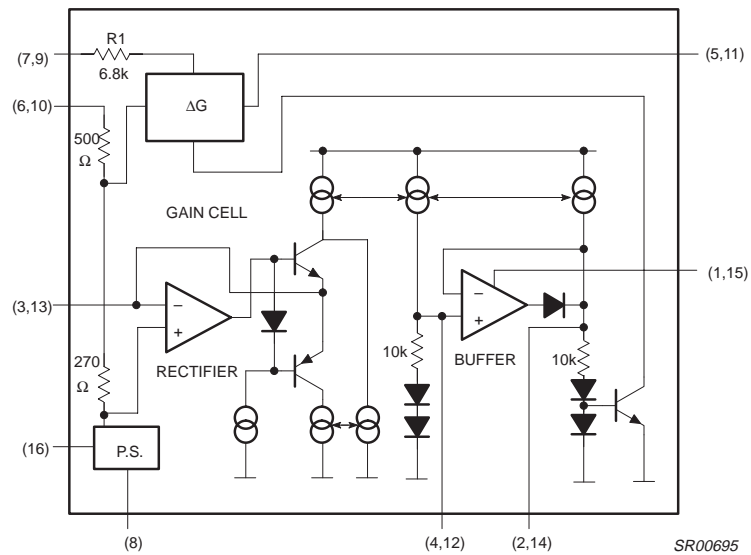 R1
(7,9)
6.8k
(5,11)
(6,10)
ΔG
500
Ω
GAIN CELL
(3,13)
−
+
(1,15)
−
+
270
Ω
RECTIFIER
10k
BUFFER
10k
(16)
P.S.
(8)
(4,12)
(2,14)
SR00695